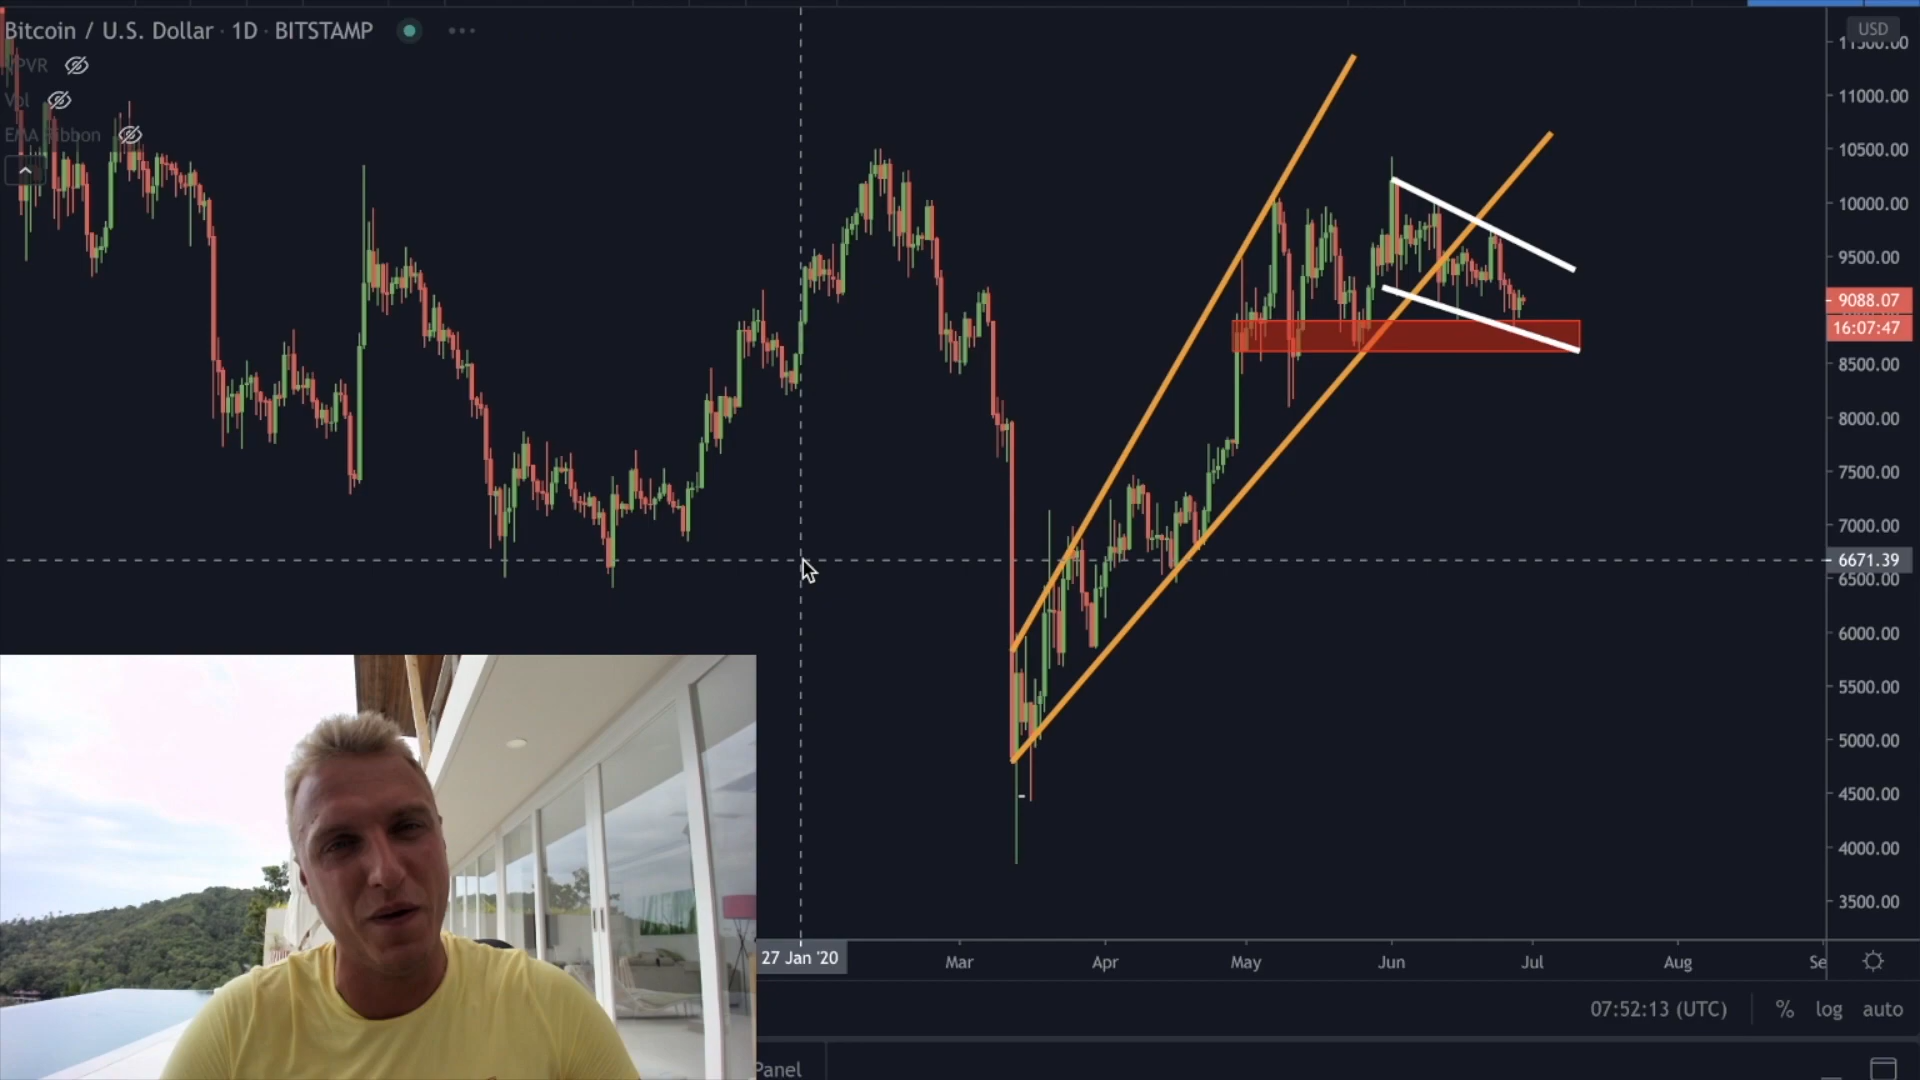 Bitcoin / U.S. Dollar · 1D · BITSTAMP
Vol
EMA Ribbon
USD
11000.00
10500.00
10000.00
9500.00
9088.07
16:07:47
8500.00
8000.00
7500.00
7000.00
6671.39
6500.00
6000.00
5500.00
5000.00
4500.00
4000.00
3500.00
27 Jan '20
Mar
Apr
May
Jun
Jul
Aug
07:52:13 (UTC)
%
log
auto
Panel